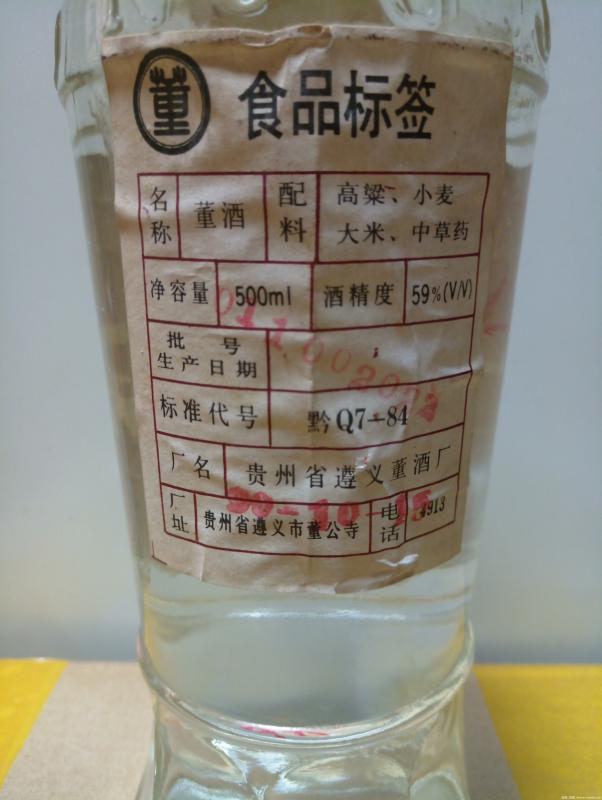 董
食品标签
名称 董酒 配料 高粱、小麦
大米、中草药
净容量 500ml 酒精度 59%(V/V)
批号
生产日期
标准代号 黔Q7-84
厂名 贵州省遵义董酒厂
厂址 贵州省遵义市董公寺 电话 4913